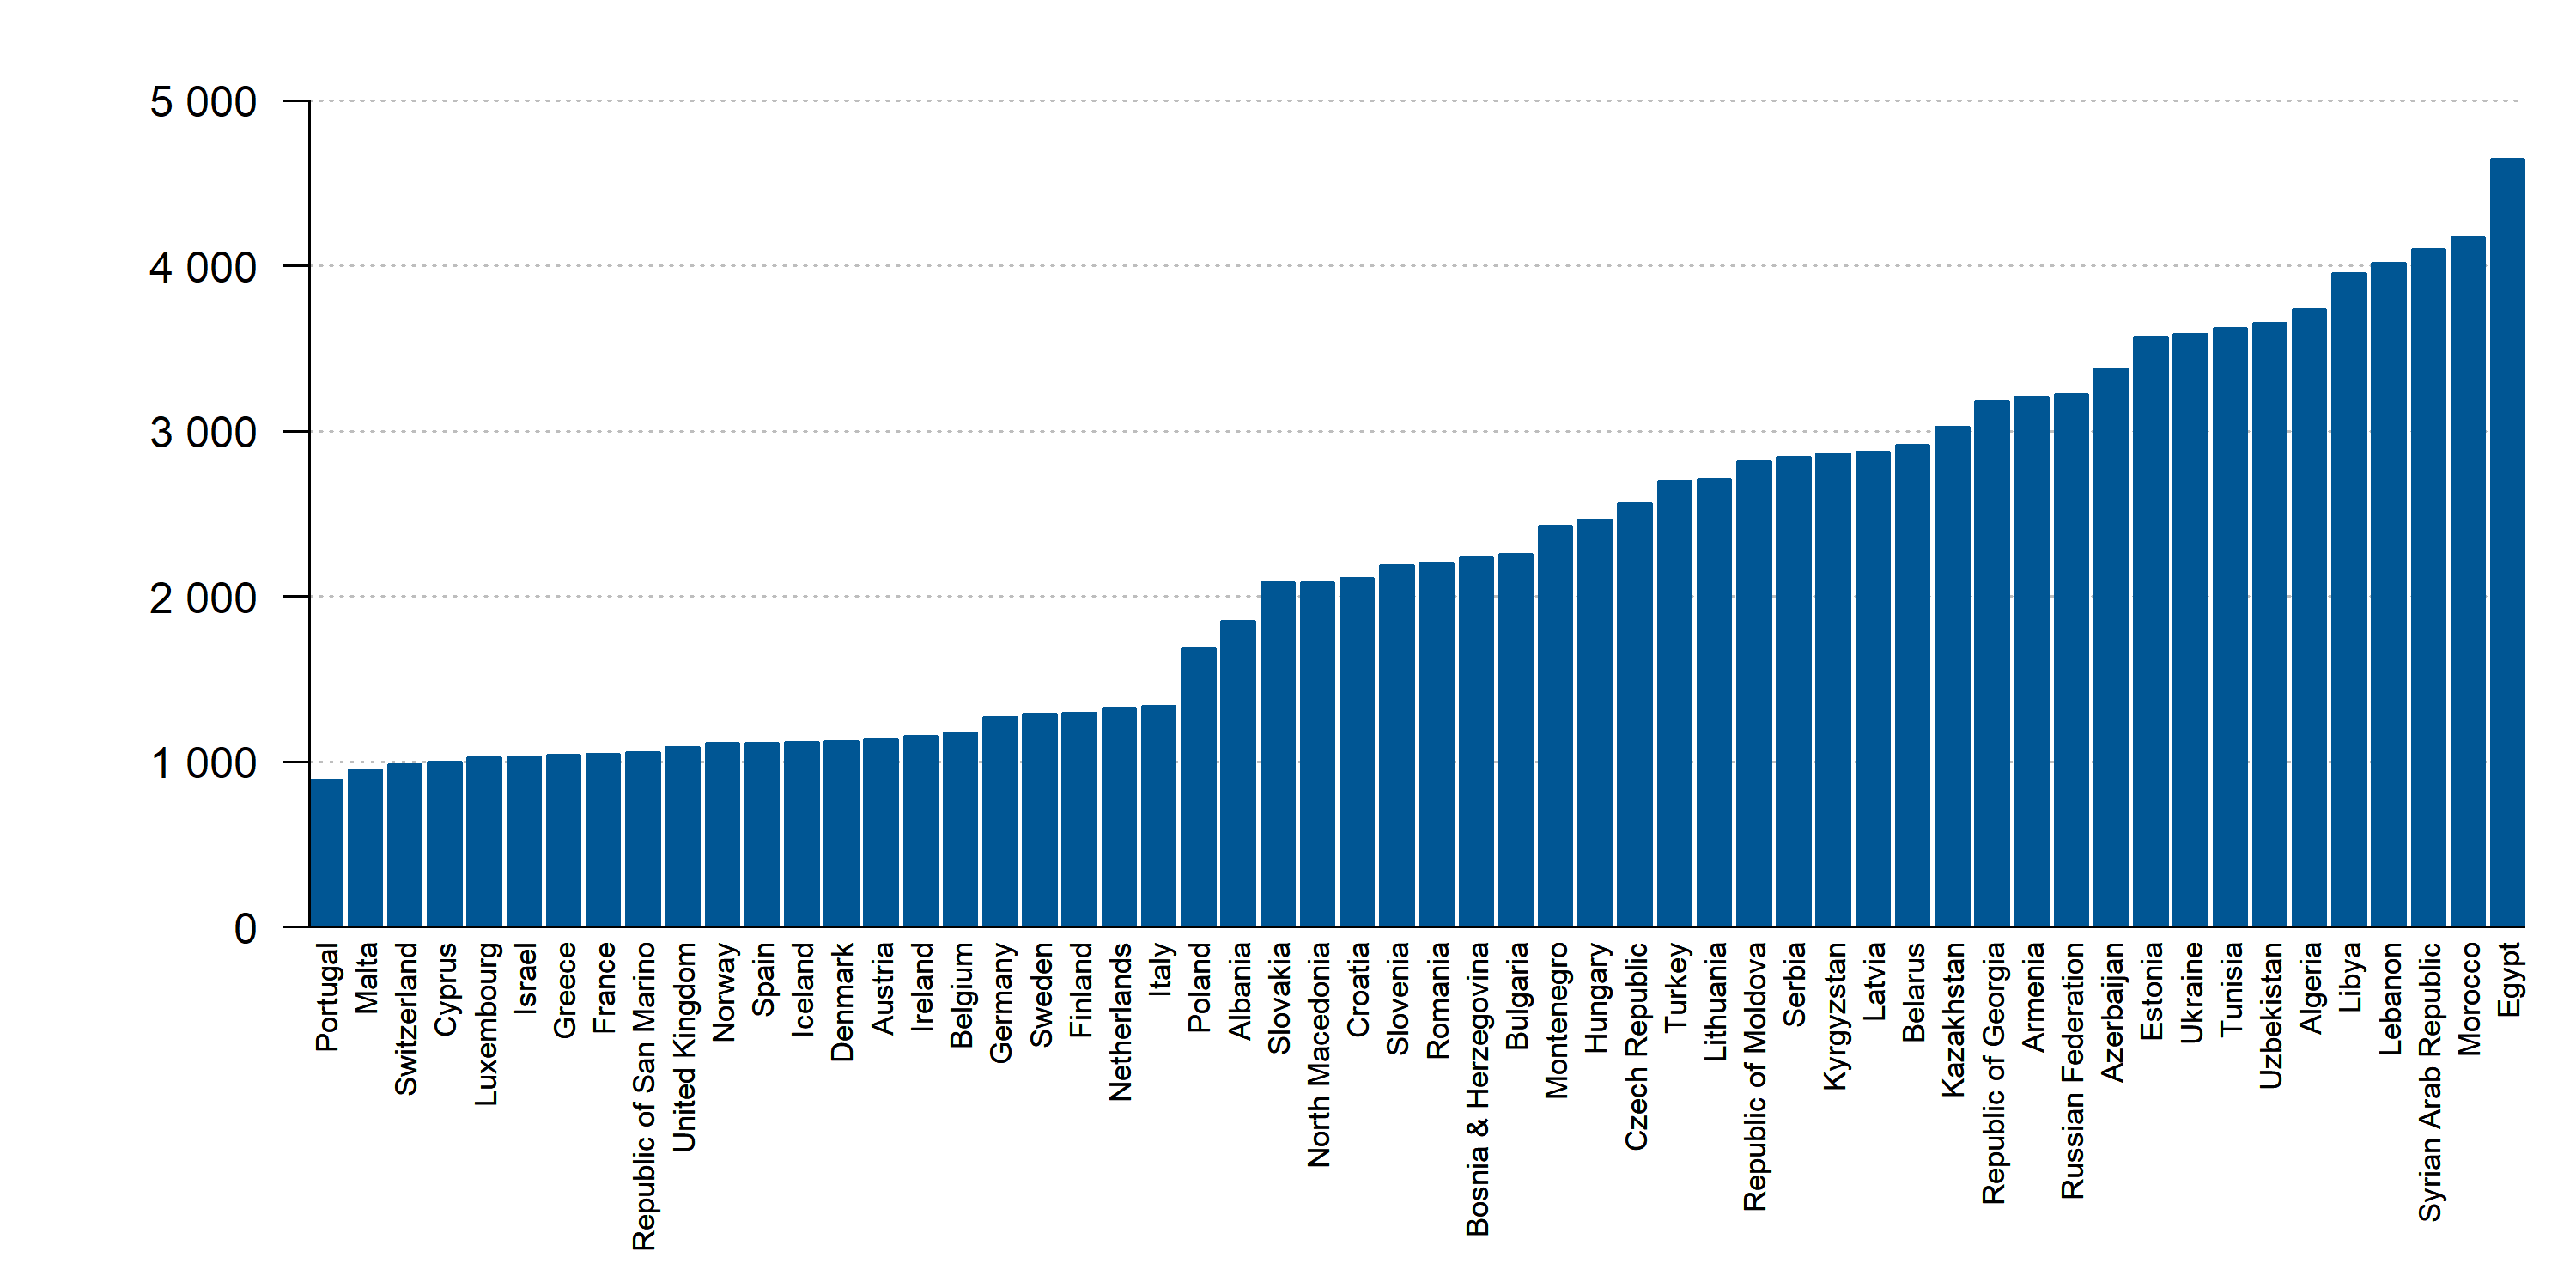 5 000
4 000
3 000
2 000
1 000
0
Portugal
Malta
Switzerland
Cyprus
Luxembourg
Israel
Greece
France
Republic of San Marino
United Kingdom
Norway
Spain
Iceland
Denmark
Austria
Ireland
Belgium
Germany
Sweden
Finland
Netherlands
Italy
Poland
Albania
Slovakia
North Macedonia
Croatia
Slovenia
Romania
Bosnia & Herzegovina
Bulgaria
Montenegro
Hungary
Czech Republic
Turkey
Lithuania
Republic of Moldova
Serbia
Kyrgyzstan
Latvia
Belarus
Kazakhstan
Republic of Georgia
Armenia
Russian Federation
Azerbaijan
Estonia
Ukraine
Tunisia
Uzbekistan
Algeria
Libya
Lebanon
Syrian Arab Republic
Morocco
Egypt